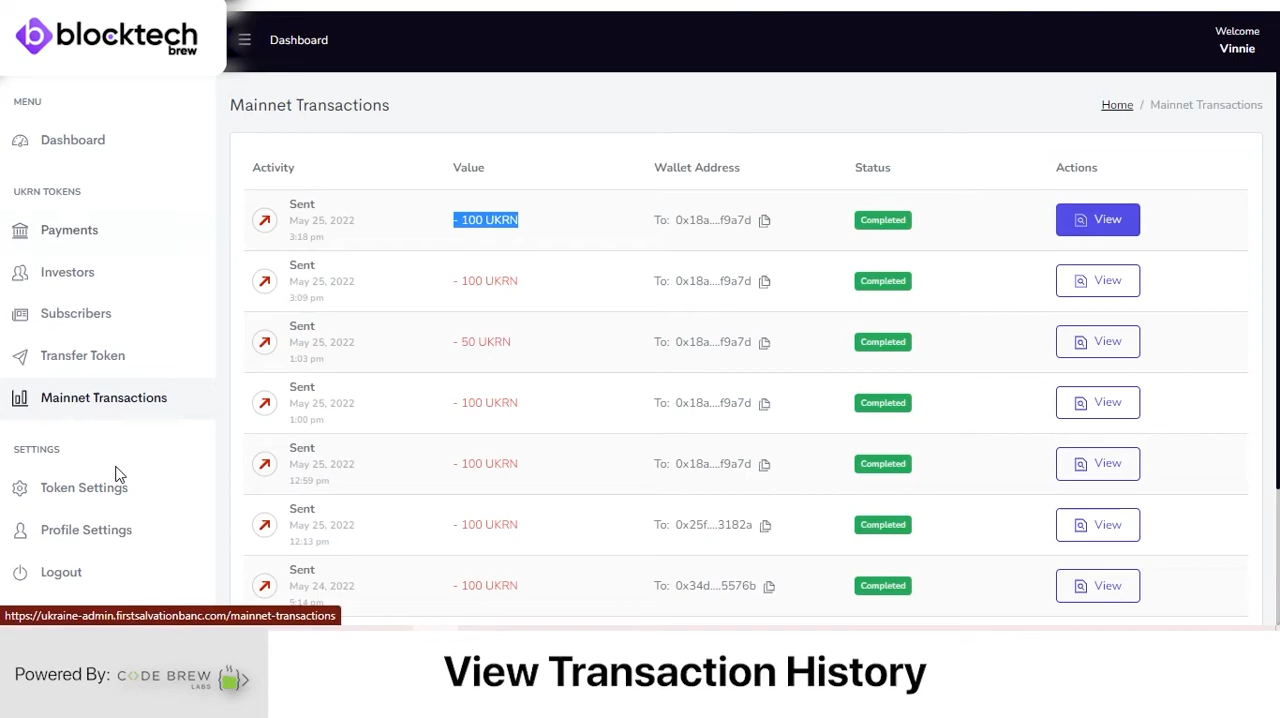 blocktech
brew
Dashboard
Welcome
Vinnie
MENU
Dashboard
UKRN TOKENS
Payments
Investors
Subscribers
Transfer Token
Mainnet Transactions
SETTINGS
Token Settings
Profile Settings
Logout
Mainnet Transactions
Home / Mainnet Transactions
Activity Value Wallet Address Status Actions
Sent
May 25, 2022
3:18 pm
- 100 UKRN To: 0x18a....f9a7d Completed View
Sent
May 25, 2022
3:09 pm
- 100 UKRN To: 0x18a....f9a7d Completed View
Sent
May 25, 2022
1:03 pm
- 50 UKRN To: 0x18a....f9a7d Completed View
Sent
May 25, 2022
1:00 pm
- 100 UKRN To: 0x18a....f9a7d Completed View
Sent
May 25, 2022
12:59 pm
- 100 UKRN To: 0x18a....f9a7d Completed View
Sent
May 25, 2022
12:13 pm
- 100 UKRN To: 0x25f....3182a Completed View
Sent
May 24, 2022
5:14 pm
- 100 UKRN To: 0x34d....5576b Completed View
https://ukraine-admin.firstsalvationbanc.com/mainnet-transactions
Powered By: CODE BREW
LABS
View Transaction History